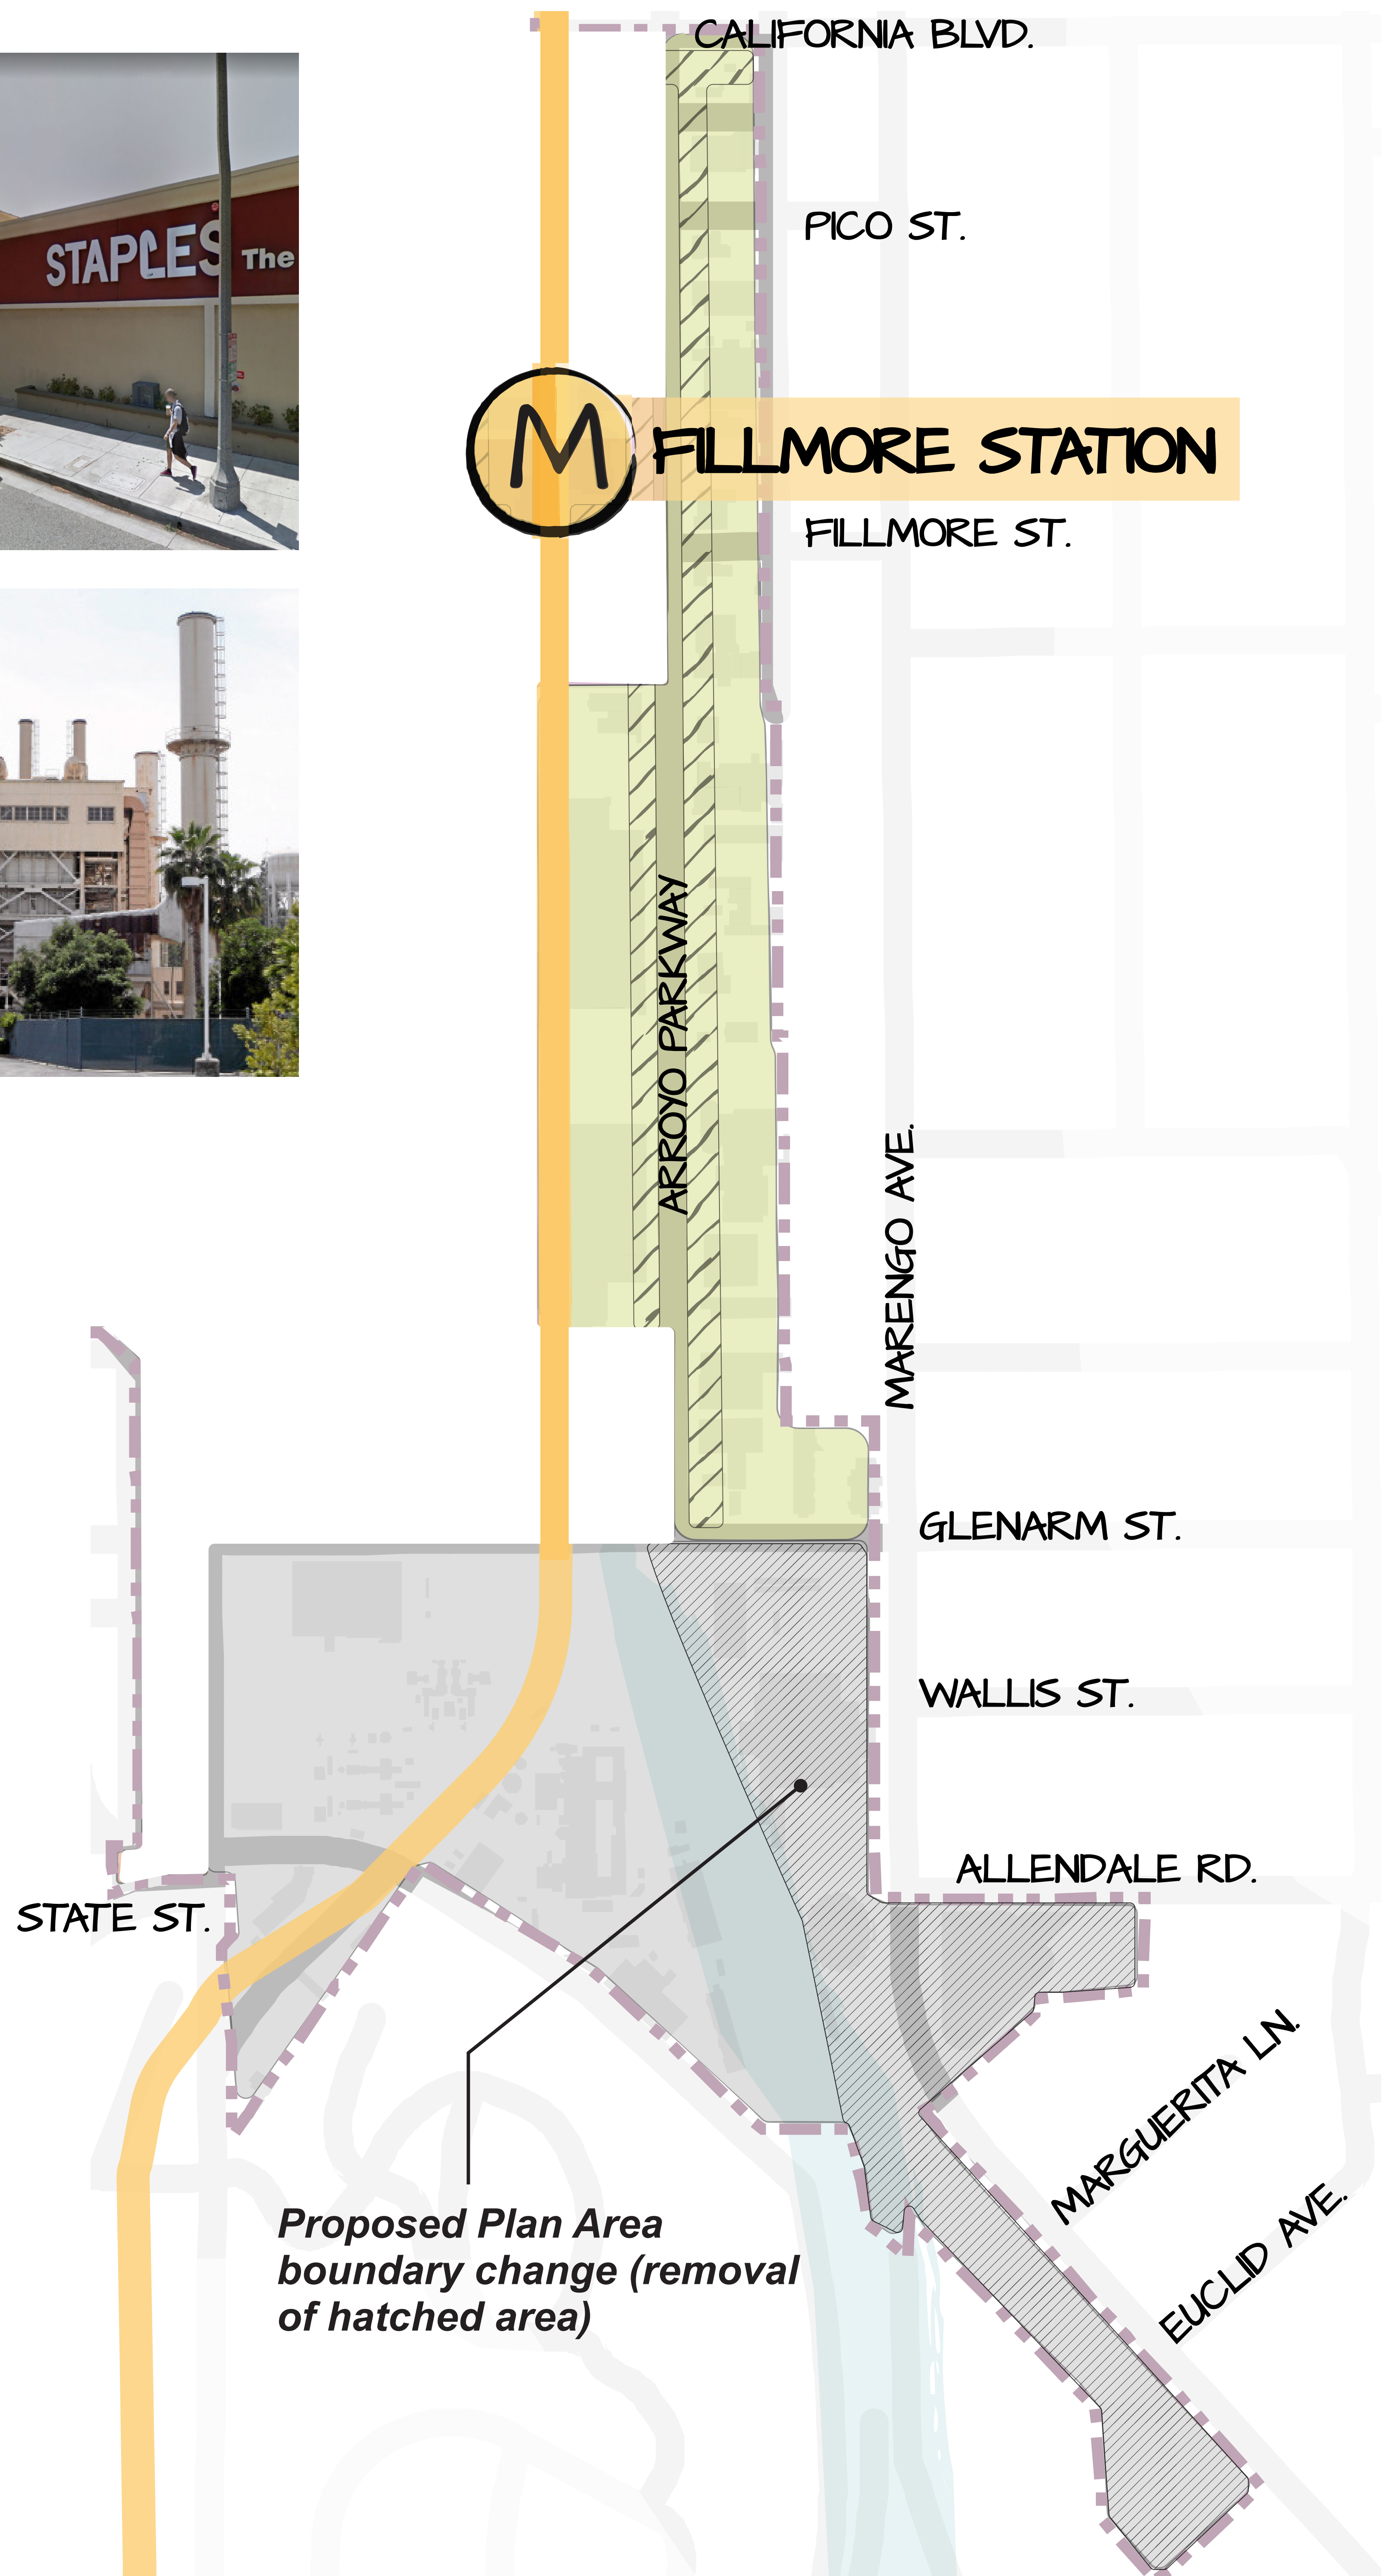 CALIFORNIA BLVD.
STAPLES The
PICO ST.
M FILLMORE STATION
FILLMORE ST.
ARROYO PARKWAY
MARENGO AVE.
GLENARM ST.
WALLIS ST.
ALLENDALE RD.
STATE ST.
MARGUERITA LN.
EUCLID AVE.
Proposed Plan Area
boundary change (removal
of hatched area)